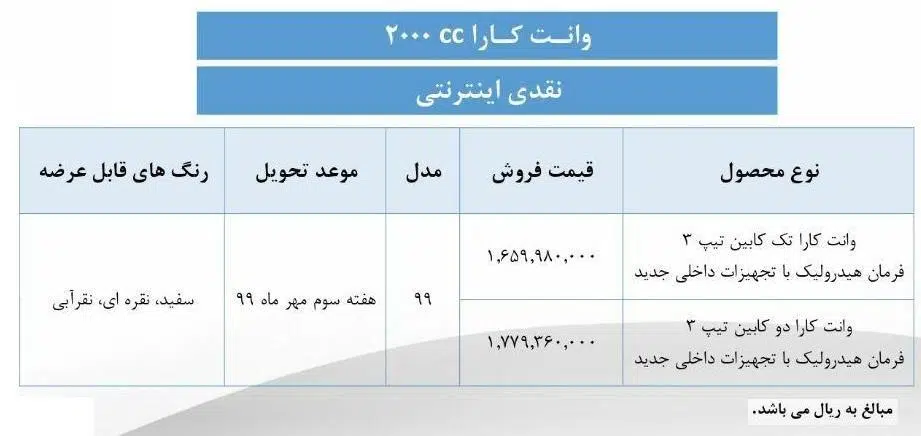 وانـت کـارا ۲۰۰۰ cc
نقدی اینترنتی
نوع محصول
قیمت فروش
مدل
موعد تحویل
رنگ های قابل عرضه
وانت کارا تک کابین تیپ ۳
فرمان هیدرولیک با تجهیزات داخلی جدید
۱,۶۵۹,۹۸۰,۰۰۰
۹۹
هفته سوم مهر ماه ۹۹
سفید، نقره ای، نقرآبی
وانت کارا دو کابین تیپ ۳
فرمان هیدرولیک با تجهیزات داخلی جدید
۱,۷۷۹,۳۶۰,۰۰۰
مبالغ به ریال می باشد.